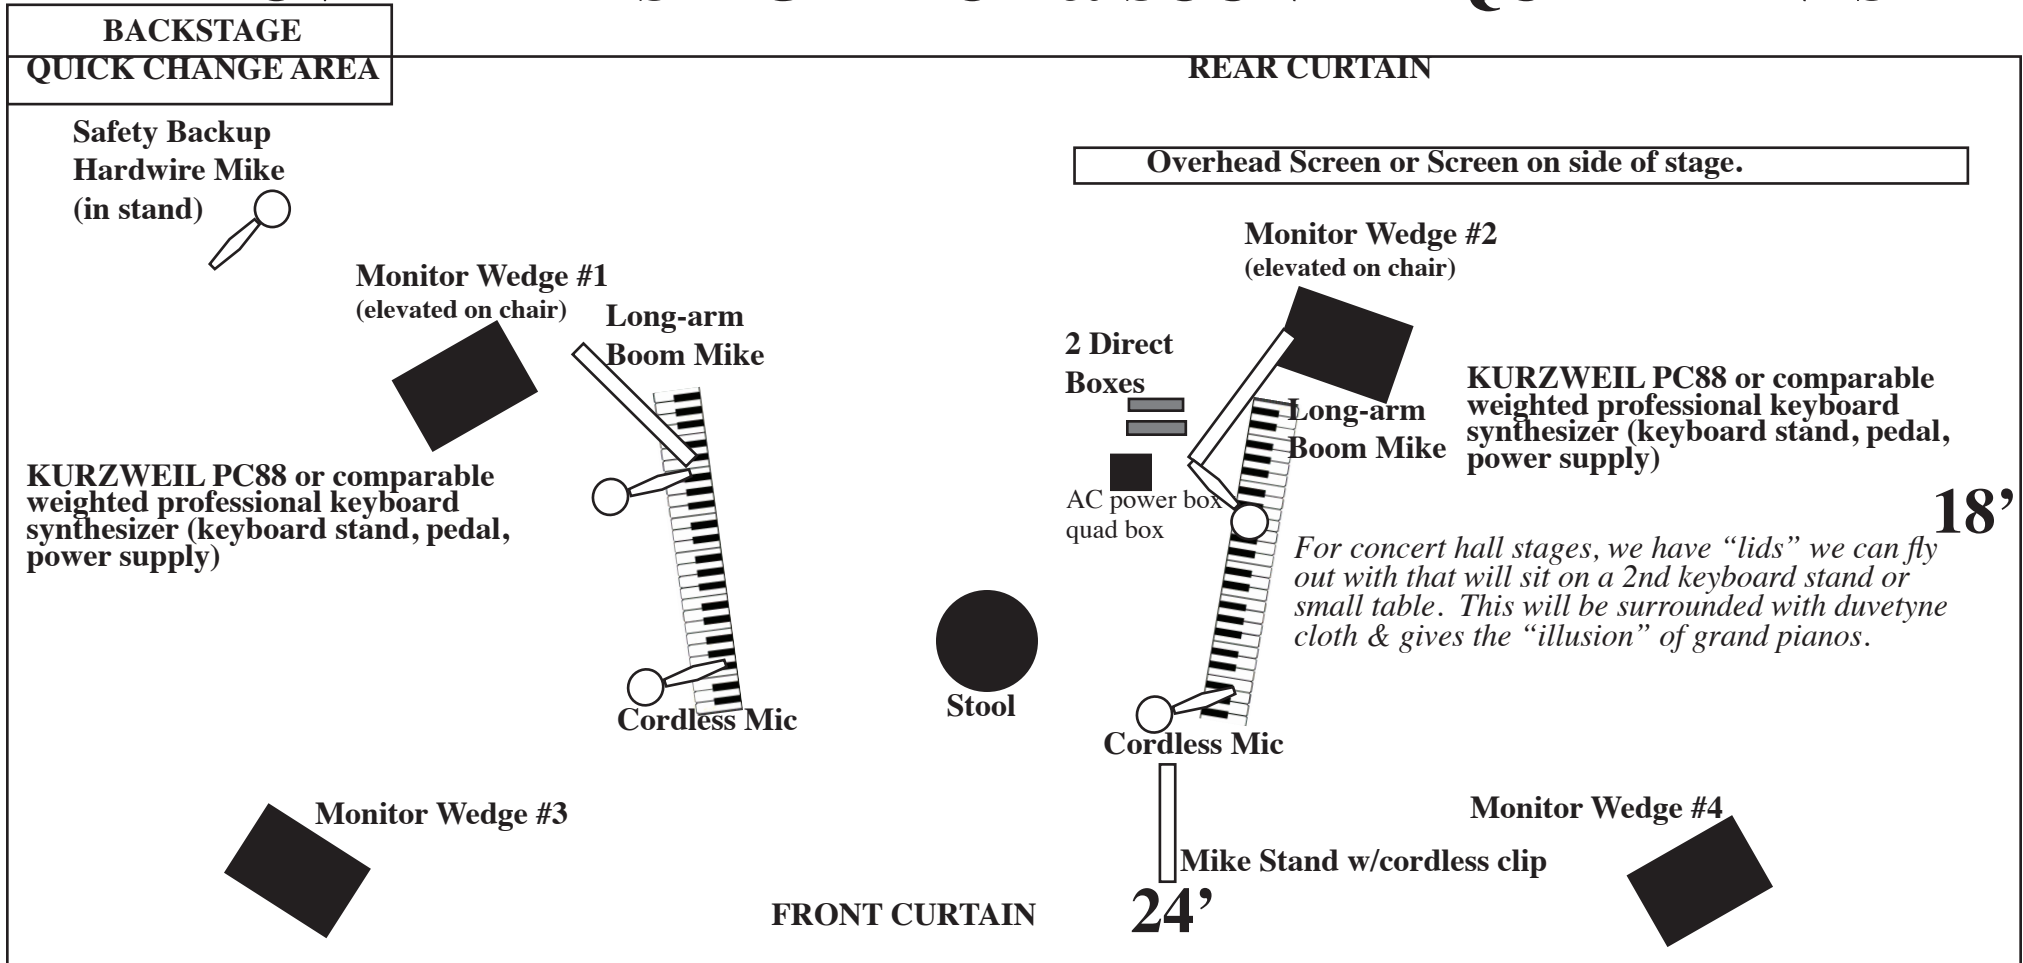 BACKSTAGE
QUICK CHANGE AREA
REAR CURTAIN
Safety Backup
Hardwire Mike
(in stand)
Overhead Screen or Screen on side of stage.
Monitor Wedge #1
(elevated on chair)
Long-arm
Boom Mike
Monitor Wedge #2
(elevated on chair)
2 Direct
Boxes
Long-arm
Boom Mike
KURZWEIL PC88 or comparable
weighted professional keyboard
synthesizer (keyboard stand, pedal,
power supply)
KURZWEIL PC88 or comparable
weighted professional keyboard
synthesizer (keyboard stand, pedal,
power supply)
AC power box
quad box
18’
For concert hall stages, we have “lids” we can fly
out with that will sit on a 2nd keyboard stand or
small table. This will be surrounded with duvetyne
cloth & gives the “illusion” of grand pianos.
Stool
Cordless Mic
Cordless Mic
Monitor Wedge #3
Monitor Wedge #4
Mike Stand w/cordless clip
FRONT CURTAIN
24’